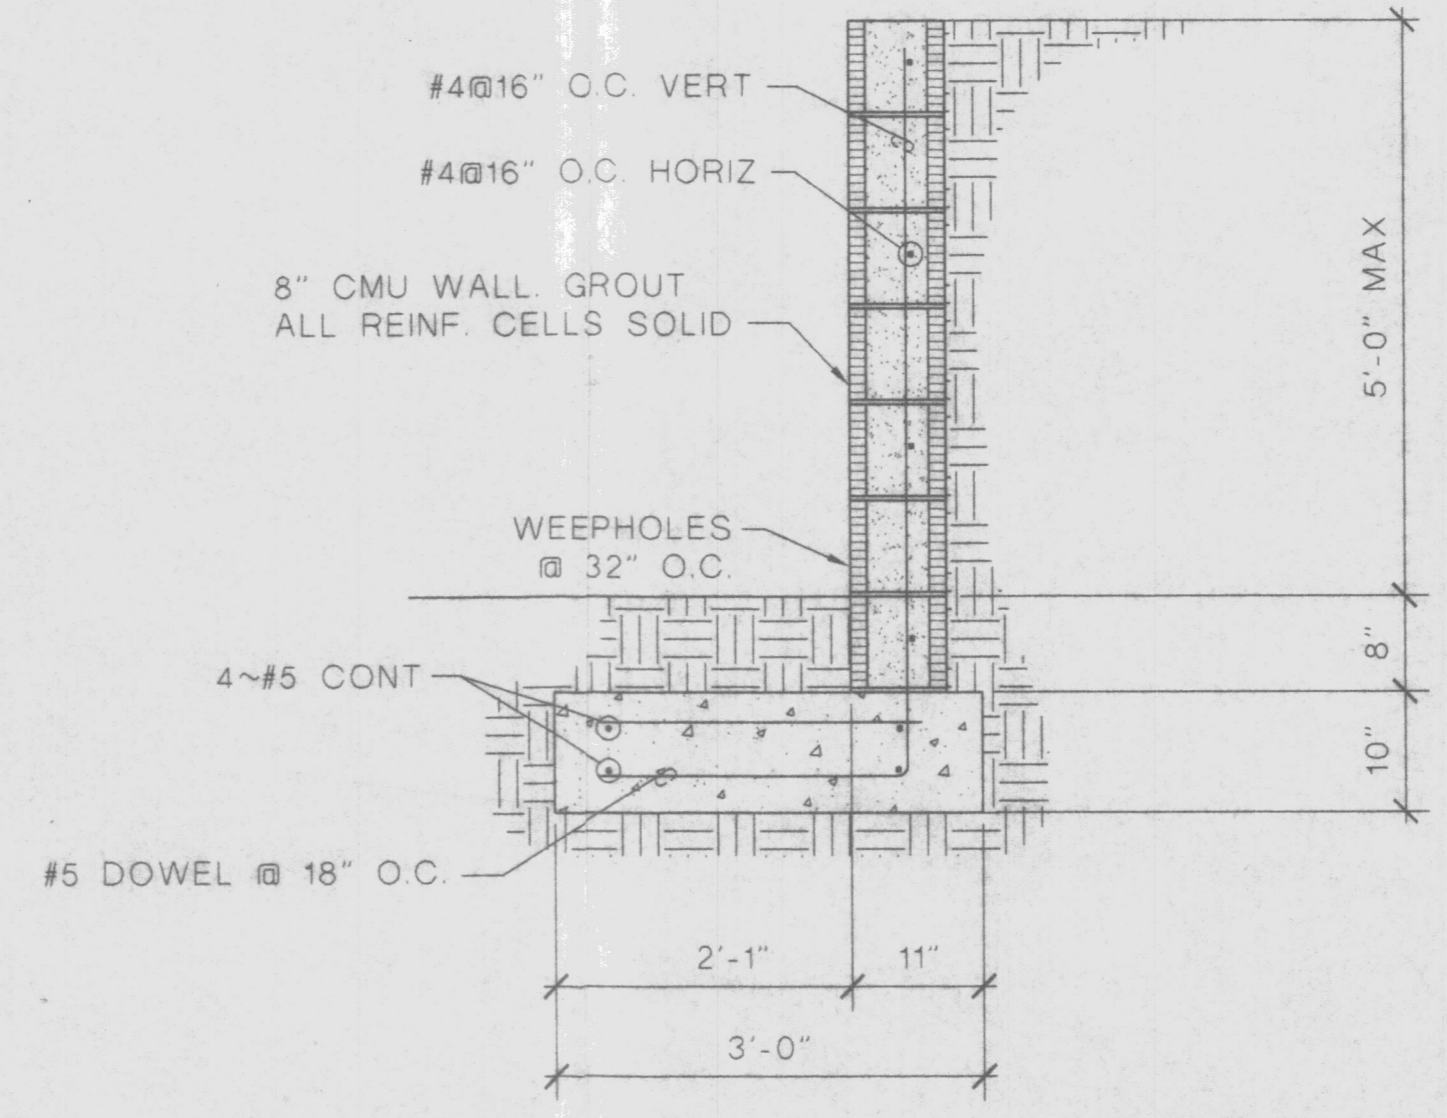 #4@16" O.C. VERT
#4@16" O.C. HORIZ
8" CMU WALL. GROUT
ALL REINF. CELLS SOLID
WEEPHOLES
@ 32" O.C.
4~#5 CONT
#5 DOWEL @ 18" O.C.
5'-0" MAX
8"
10"
2'-1"
11"
3'-0"